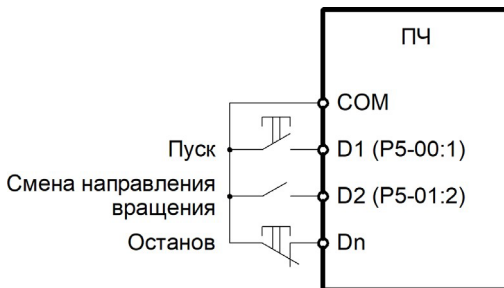 ПЧ
COM
Пуск
D1 (P5-00:1)
Смена направления
вращения
D2 (P5-01:2)
Останов
Dn